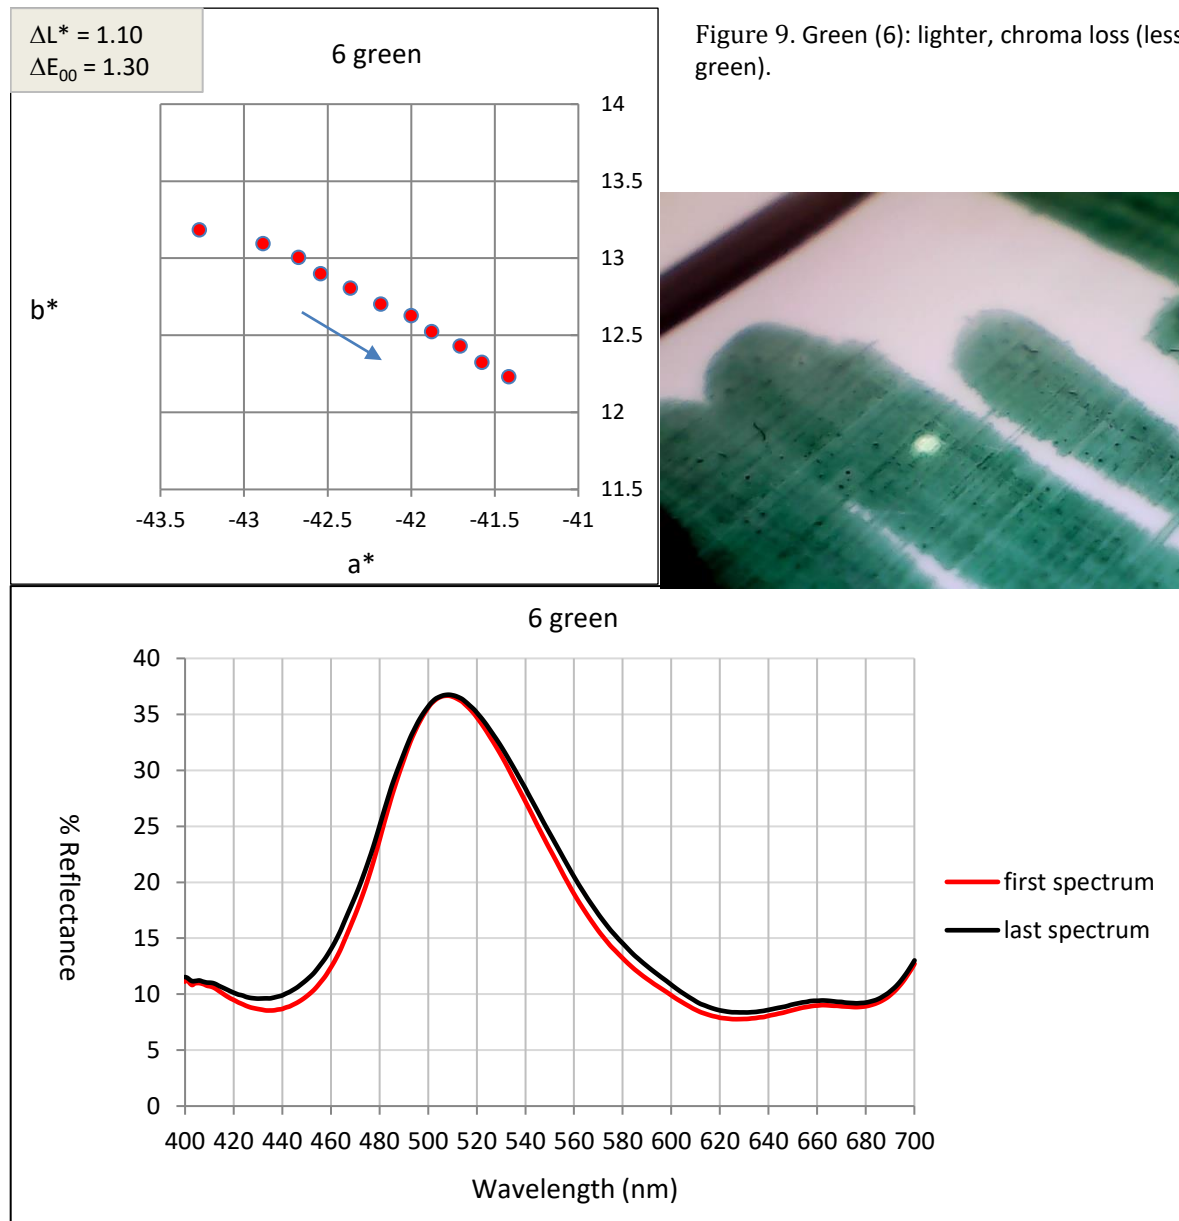 ΔL* = 1.10
ΔE00 = 1.30
6 green
Figure 9. Green (6): lighter, chroma loss (less
green).
14
13.5
13
b*
12.5
12
11.5
-43.5 -43 -42.5 -42 -41.5 -41
a*
6 green
40
35
30
25
20
15
10
5
0
% Reflectance
first spectrum
last spectrum
400 420 440 460 480 500 520 540 560 580 600 620 640 660 680 700
Wavelength (nm)